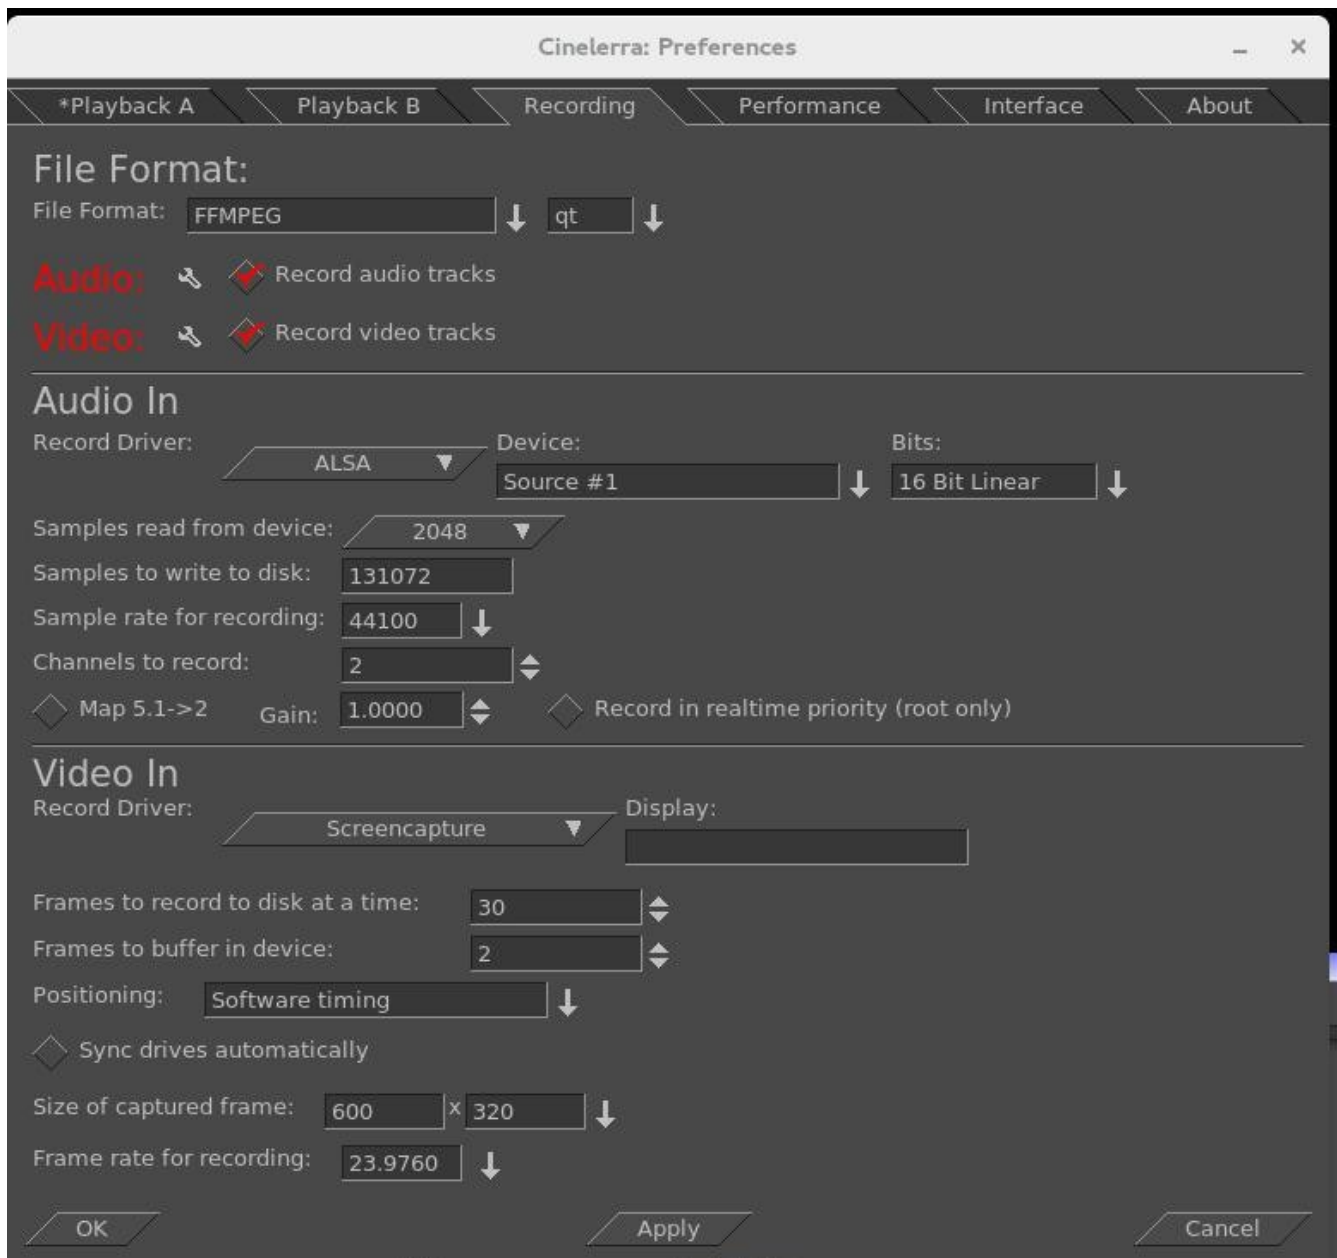 Cinelerra: Preferences
*Playback A Playback B Recording Performance Interface About
File Format:
File Format: FFMPEG qt
Audio: Record audio tracks
Video: Record video tracks
Audio In
Record Driver: ALSA Device: Bits:
Source #1 16 Bit Linear
Samples read from device: 2048
Samples to write to disk: 131072
Sample rate for recording: 44100
Channels to record: 2
Map 5.1->2 Gain: 1.0000 Record in realtime priority (root only)
Video In
Record Driver: Screencapture Display:
Frames to record to disk at a time: 30
Frames to buffer in device: 2
Positioning: Software timing
Sync drives automatically
Size of captured frame: 600 x 320
Frame rate for recording: 23.9760
OK Apply Cancel